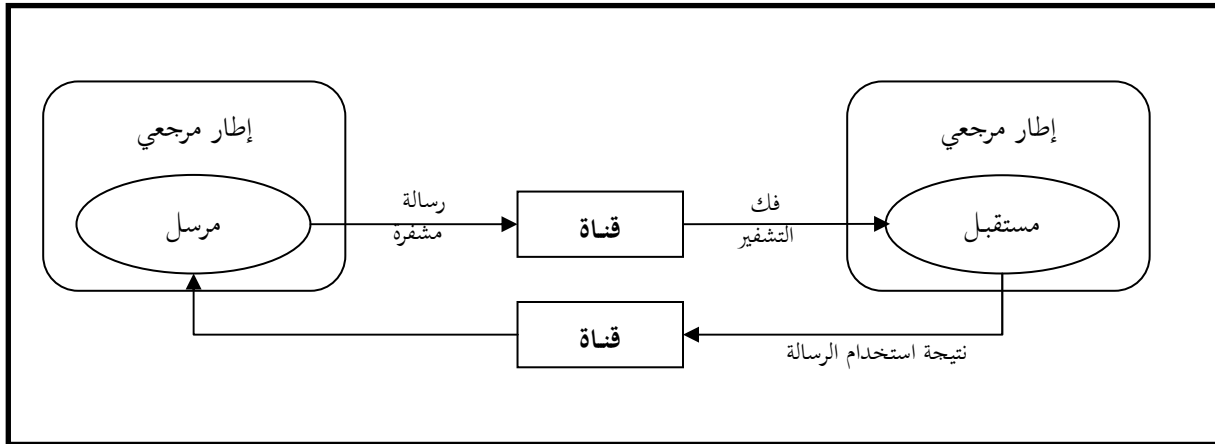 إطار مرجعي
إطار مرجعي
رسالة
مشفرة
فك
التشفير
مرسل
قناة
مستقبل
قناة
نتيجة استخدام الرسالة